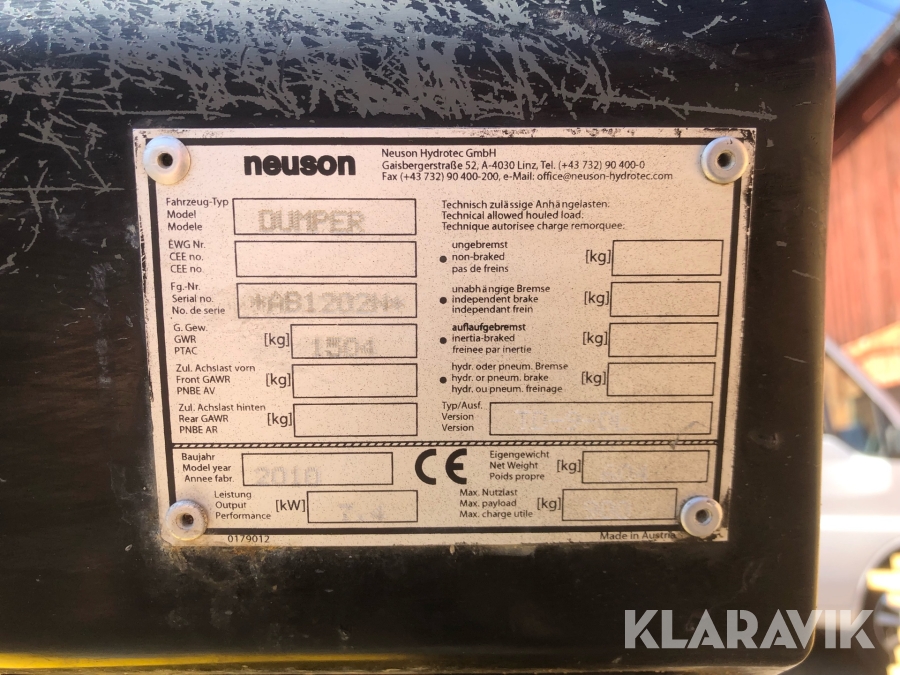 neuson
Neuson Hydrotec GmbH
Gaisbergerstraße 52, A-4030 Linz, Tel. (+43 732) 90 400-0
Fax (+43 732) 90 400-200, e-Mail: office@neuson-hydrotec.com
Fahrzeug-Typ
Model
Modele
DUMPER
EWG Nr.
CEE no.
CEE no.
Fg.-Nr.
Serial no.
No. de serie
*AB1202N*
G. Gew.
GWR
PTAC
[kg]
1504
Zul. Achslast vorn
Front GAWR
PNBE AV
[kg]
Zul. Achslast hinten
Rear GAWR
PNBE AR
[kg]
Technisch zulässige Anhängelasten:
Technical allowed houled load:
Technique autorisee charge remorquee:
• ungebremst
non-braked
pas de freins
[kg]
• unabhängige Bremse
independent brake
independant frein
[kg]
• auflaufgebremst
inertia-braked
freinee par inertie
[kg]
• hydr. oder pneum. Bremse
hydr. or pneum. brake
hydr. ou pneum. freinage
[kg]
Typ/Ausf.
Version
Version
Baujahr
Model year
Annee fabr.
2010
CE
Eigengewicht
Net Weight
Poids propre
[kg]
Leistung
Output
Performance
[kW]
Max. Nutzlast
Max. payload
Max. charge utile
[kg]
0179012
Made in Austria
KLARAVIK